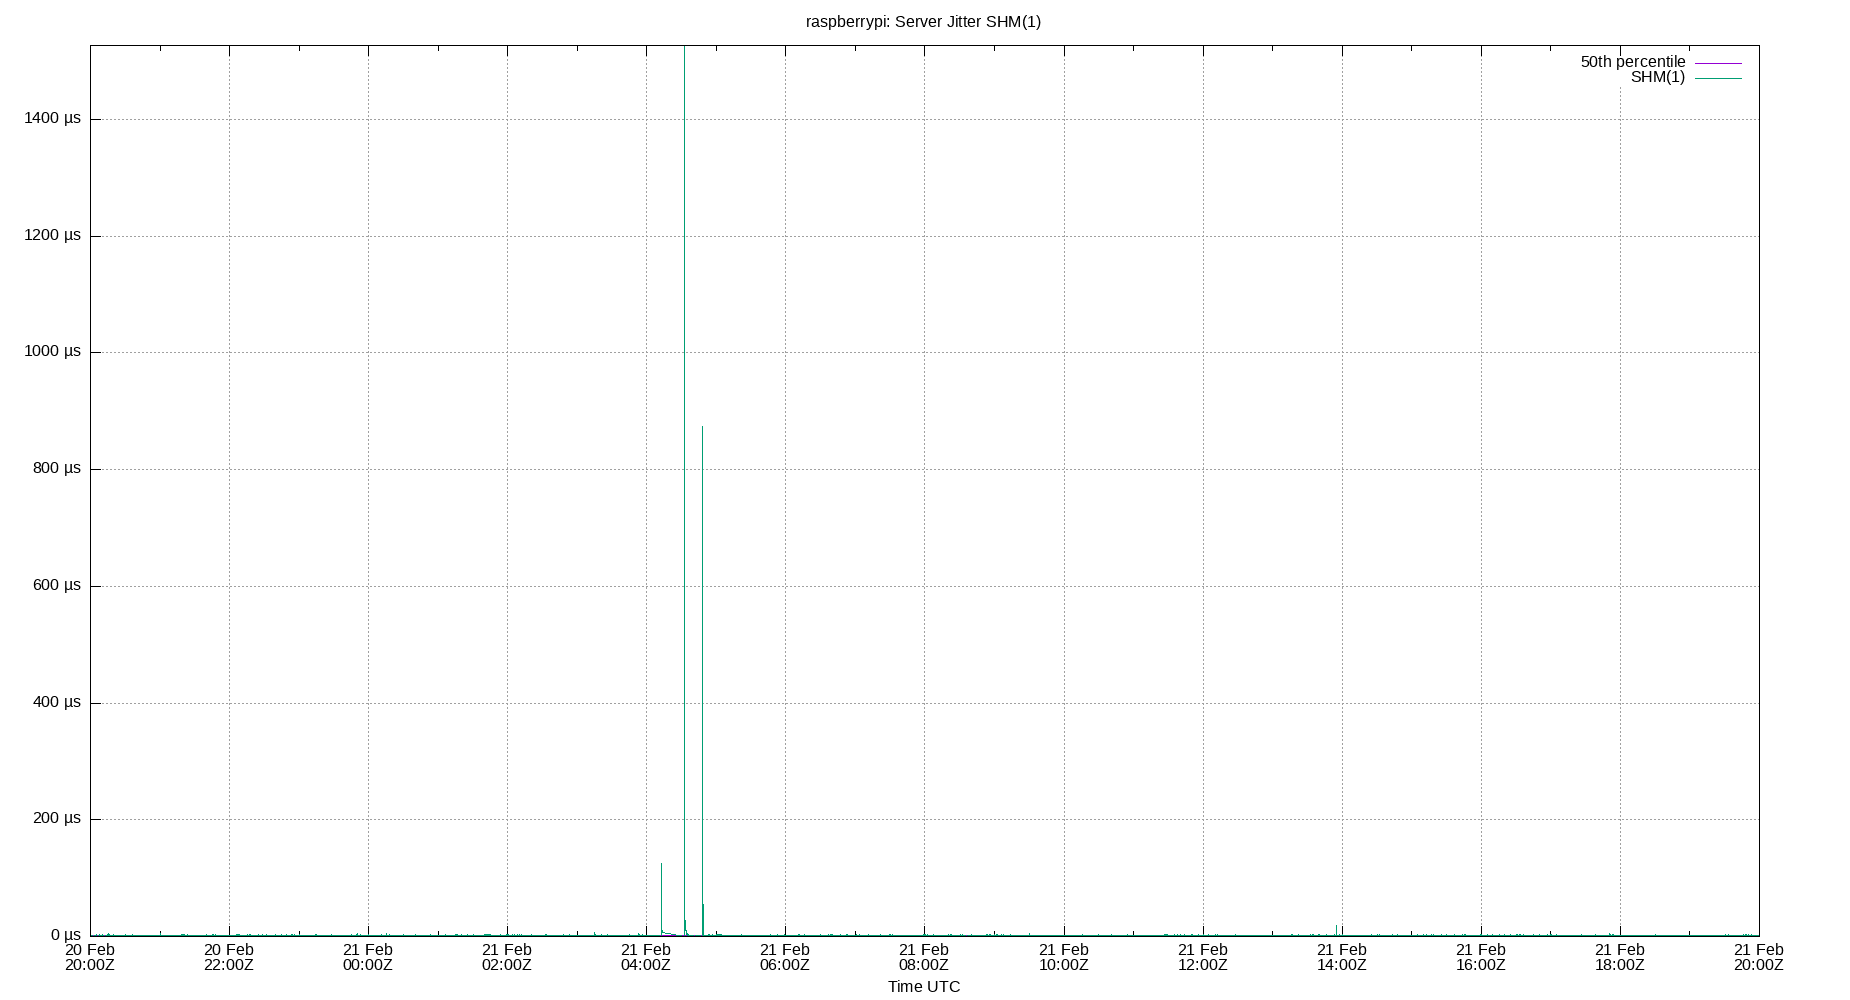 raspberrypi: Server Jitter SHM(1)
50th percentile
SHM(1)
1400 µs
1200 µs
1000 µs
800 µs
600 µs
400 µs
200 µs
0 µs
20 Feb 20 Feb 21 Feb 21 Feb 21 Feb 21 Feb 21 Feb 21 Feb 21 Feb 21 Feb 21 Feb 21 Feb 21 Feb
20:00Z 22:00Z 00:00Z 02:00Z 04:00Z 06:00Z 08:00Z 10:00Z 12:00Z 14:00Z 16:00Z 18:00Z 20:00Z
Time UTC